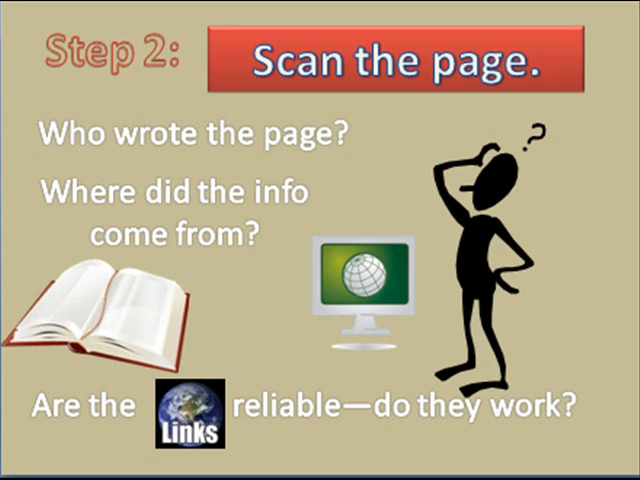 Step 2:
Scan the page.
Who wrote the page?
?
Where did the info
come from?
Are the Links reliable—do they work?